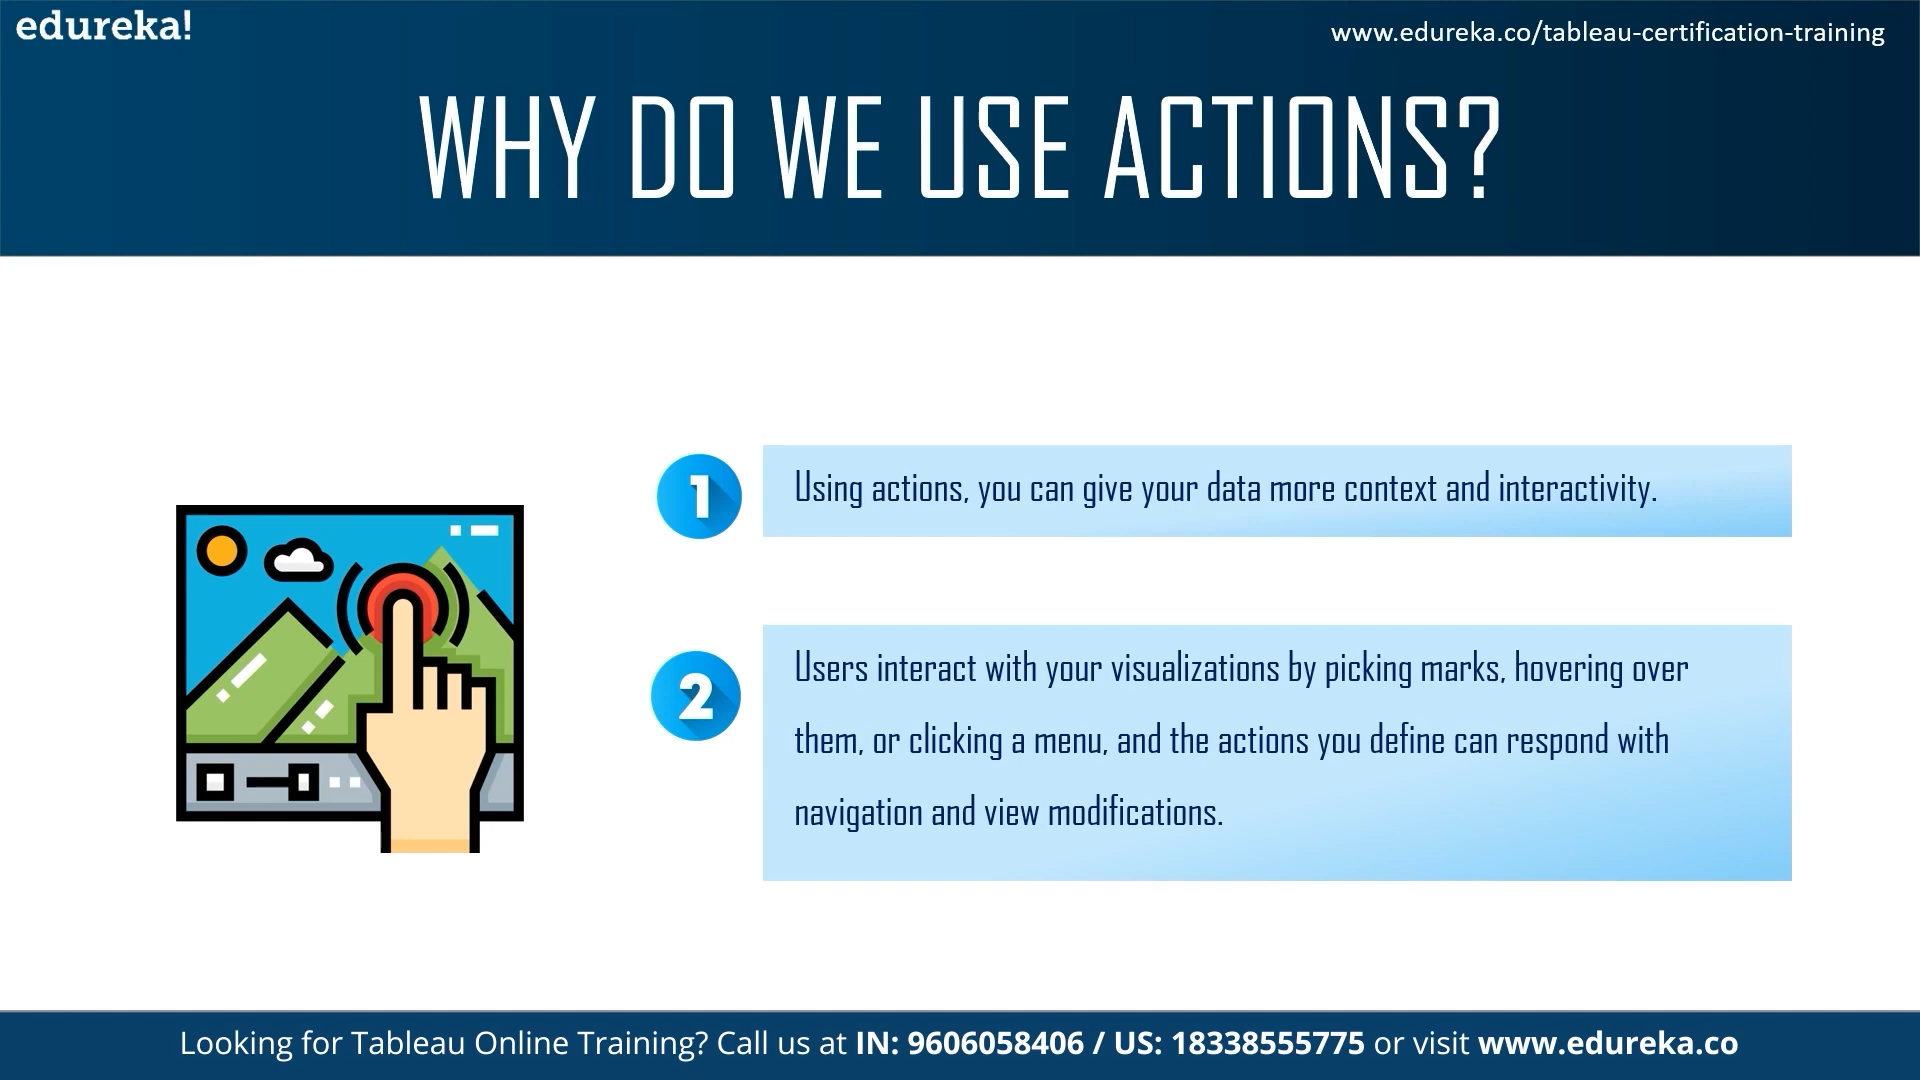 edureka!
www.edureka.co/tableau-certification-training
WHY DO WE USE ACTIONS?
1
Using actions, you can give your data more context and interactivity.
2
Users interact with your visualizations by picking marks, hovering over
them, or clicking a menu, and the actions you define can respond with
navigation and view modifications.
Looking for Tableau Online Training? Call us at IN: 9606058406 / US: 18338555775 or visit www.edureka.co